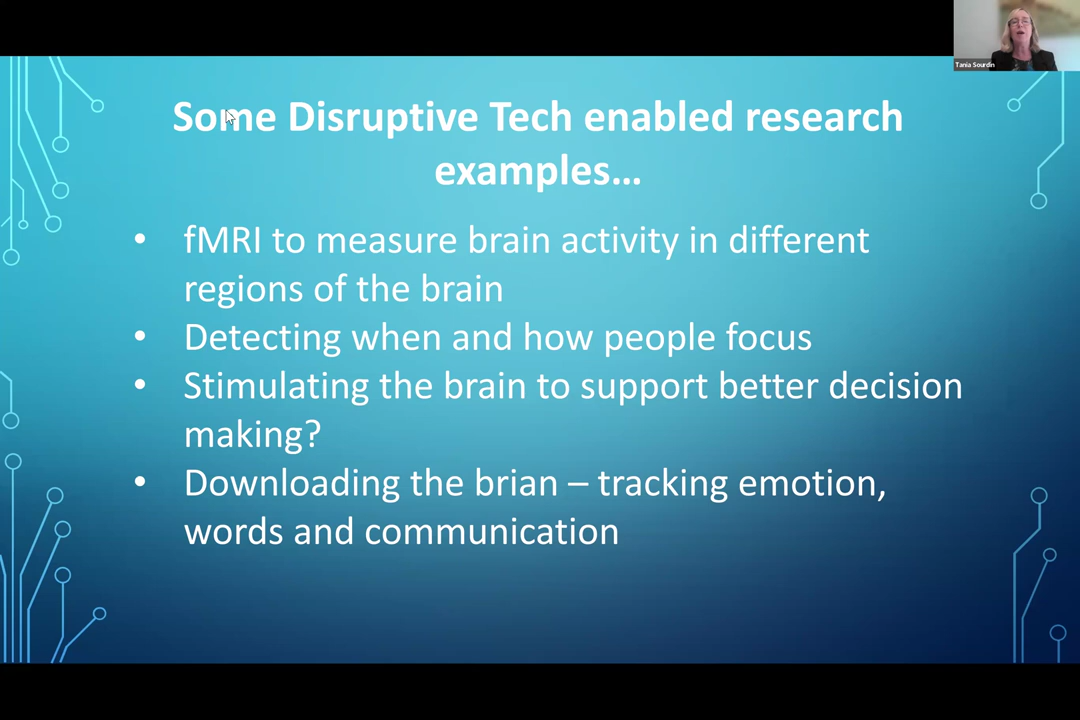 Tania Sourdin
Some Disruptive Tech enabled research
examples…
• fMRI to measure brain activity in different
regions of the brain
• Detecting when and how people focus
• Stimulating the brain to support better decision
making?
• Downloading the brian – tracking emotion,
words and communication